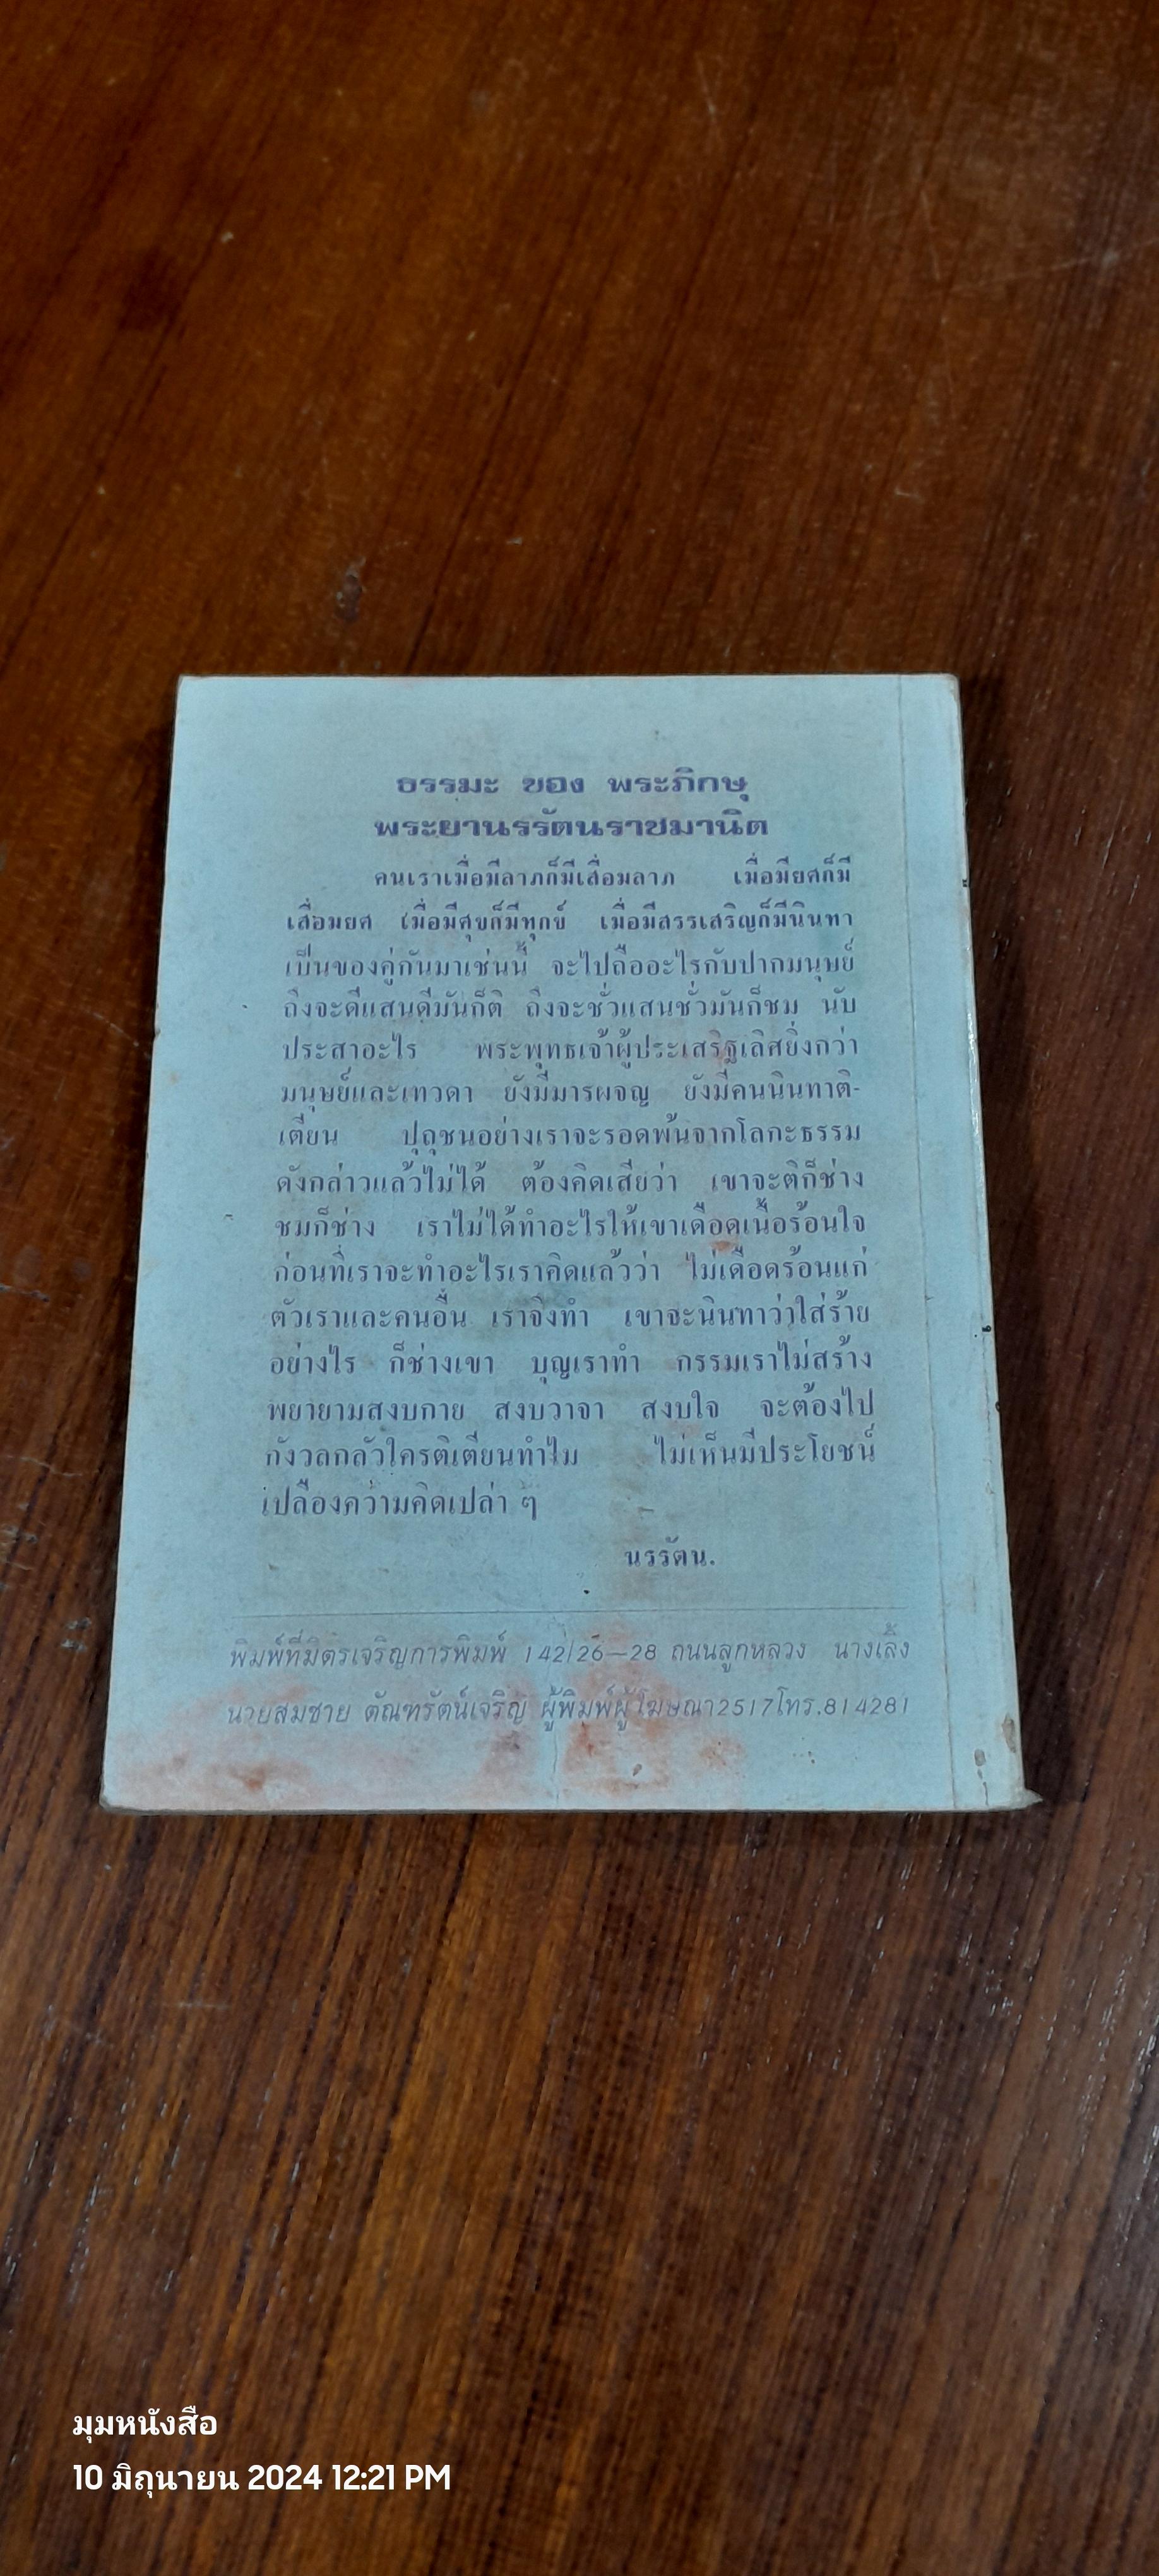 ธรรมะ ของ พระภิกษุ
พระยานรรัตนราชมานิต
คนเราเมื่อมีลาภก็มีเสื่อมลาภ เมื่อมียศก็มี
เสื่อมยศ เมื่อมีศุขก็มีทุกข์ เมื่อมีสรรเสริญก็มีนินทา
เป็นของคู่กันมาเช่นนี้ จะไปถืออะไรกับปากมนุษย์
ถึงจะดีแสนดีมันก็ติ ถึงจะชั่วแสนชั่วมันก็ชม นับ
ประสาอะไร พระพุทธเจ้าผู้ประเสริฐเลิศยิ่งกว่า
มนุษย์และเทวดา ยังมีมารผจญ ยังมีคนนินทาติ-
เตียน ปุถุชนอย่างเราจะรอดพ้นจากโลกะธรรม
ดังกล่าวแล้วไม่ได้ ต้องคิดเสียว่า เขาจะติก็ช่าง
ชมก็ช่าง เราไม่ได้ทำอะไรให้เขาเดือดเนื้อร้อนใจ
ก่อนที่เราจะทำอะไรเราคิดแล้วว่า ไม่เดือดร้อนแก่
ตัวเราและคนอื่น เราจึงทำ เขาจะนินทาว่าใส่ร้าย
อย่างไร ก็ช่างเขา บุญเราทำ กรรมเราไม่สร้าง
พยายามสงบกาย สงบวาจา สงบใจ จะต้องไป
กังวลกลัวใครติเตียนทำไม ไม่เห็นมีประโยชน์
เปลืองความคิดเปล่า ๆ
นรรัตน.
พิมพ์ที่มิตรเจริญการพิมพ์ 142/26—28 ถนนลูกหลวง นางเลิ้ง
นายสมชาย ตัณฑรัตน์เจริญ ผู้พิมพ์ผู้โฆษณา2517โทร.814281
มุมหนังสือ
10 มิถุนายน 2024 12:21 PM